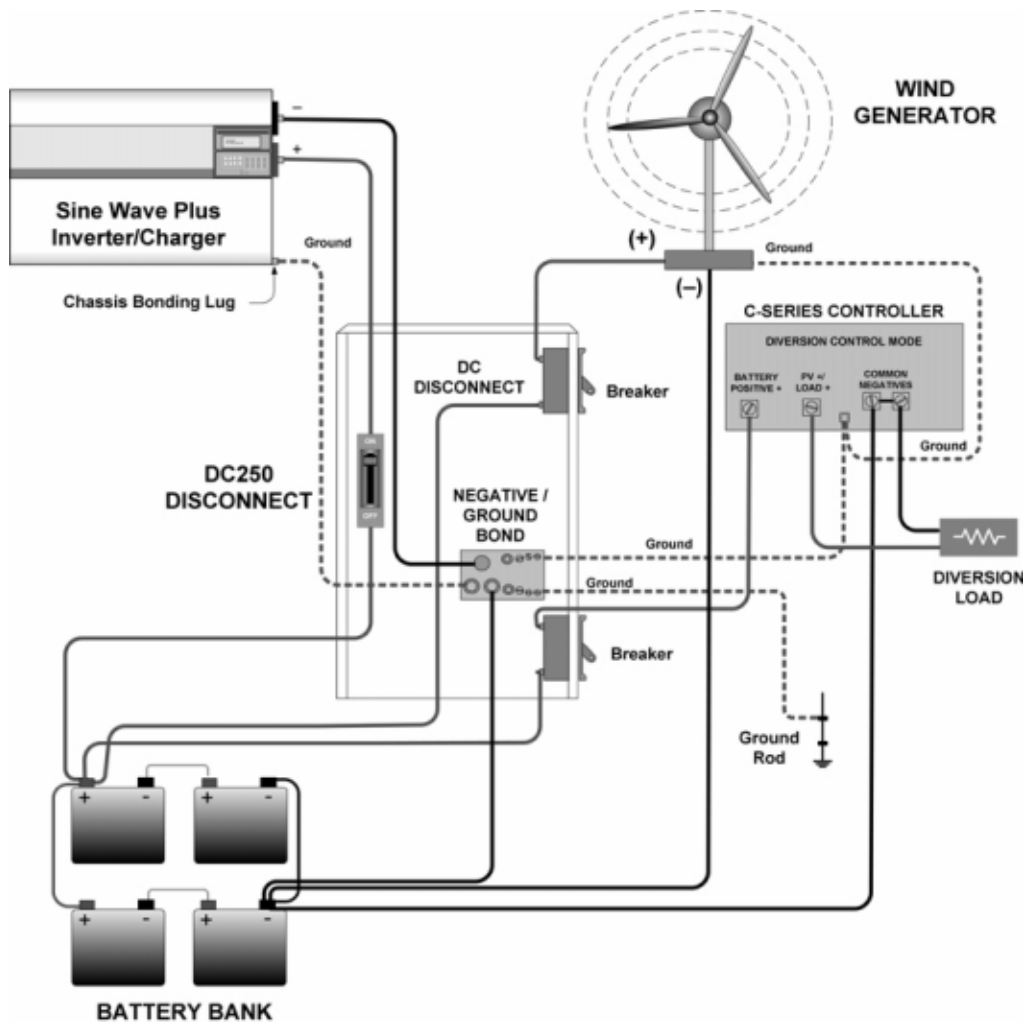 WIND
GENERATOR
–
+
Sine Wave Plus
Inverter/Charger
Ground
Chassis Bonding Lug
(+)
Ground
(–)
C-SERIES CONTROLLER
DIVERSION CONTROL MODE
BATTERY
POSITIVE +
PV +/
LOAD +
COMMON
NEGATIVES
Ground
DC
DISCONNECT
Breaker
ON
OFF
DC250
DISCONNECT
NEGATIVE /
GROUND
BOND
Ground
Ground
DIVERSION
LOAD
Breaker
Ground
Rod
+ - + -
+ - + -
BATTERY BANK